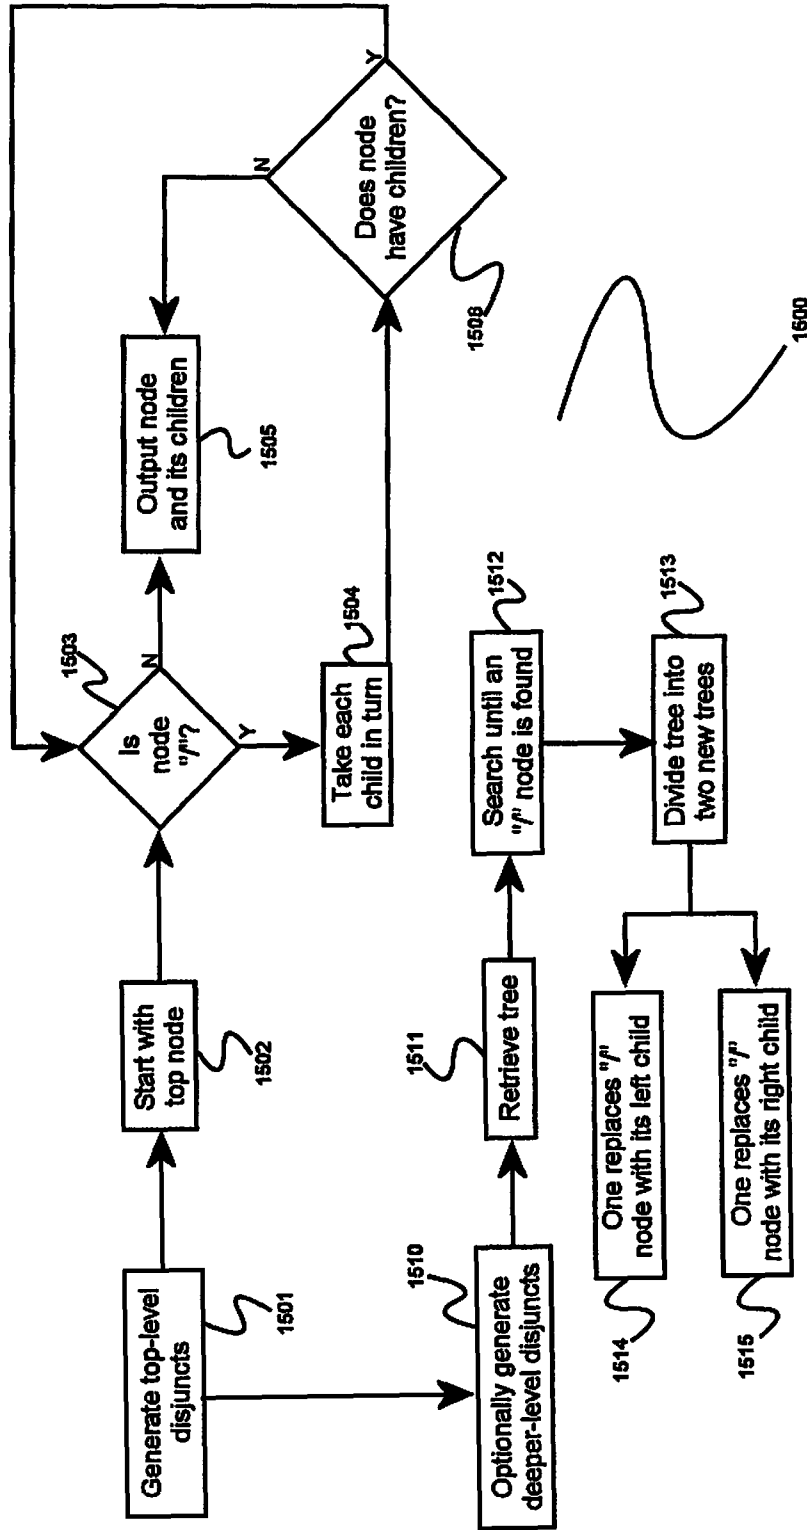 Generate top-level
disjuncts
1501
Start with
top node
1502
Is
node
"/"?
1503
N
Y
Output node
and its children
1505
Take each
child in turn
1504
Does node
have children?
1508
N
Y
Optionally generate
deeper-level disjuncts
1510
Retrieve tree
1511
Search until an
"/" node is found
1512
Divide tree into
two new trees
1513
One replaces "/"
node with its left child
1514
One replaces "/"
node with its right child
1515
1600